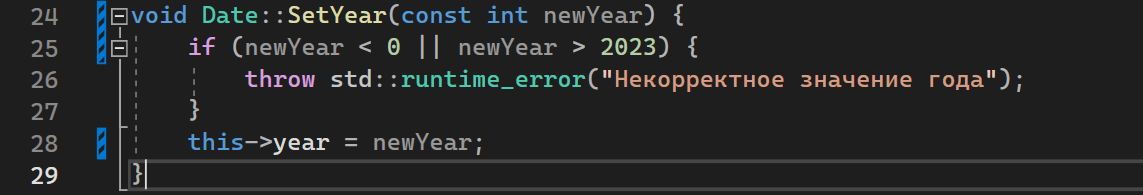 24 void Date::SetYear(const int newYear) {
25 if (newYear < 0 || newYear > 2023) {
26 throw std::runtime_error("Некорректное значение года");
27 }
28 this->year = newYear;
29 }